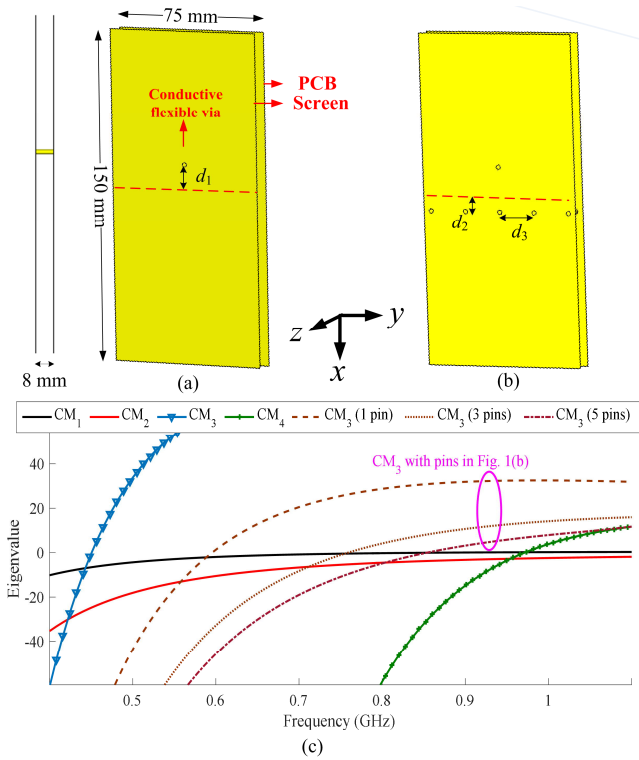 75 mm
PCB
Screen
Conductive
flexible via
d1
150 mm
d2
d3
z
y
x
8 mm
(a)
(b)
CM1 CM2 CM3 CM4 CM3 (1 pin) CM3 (3 pins) CM3 (5 pins)
CM3 with pins in Fig. 1(b)
40
20
0
-20
-40
Eigenvalue
0.5 0.6 0.7 0.8 0.9 1
Frequency (GHz)
(c)